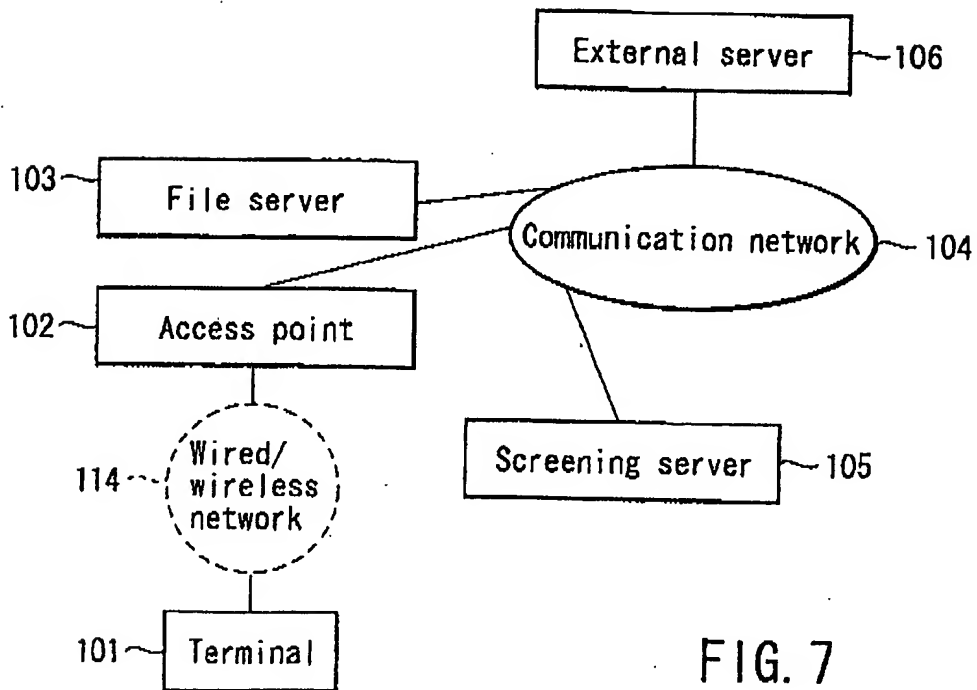 External server
106
103
File server
Communication network
104
102
Access point
Screening server
105
114
Wired/
wireless
network
101
Terminal
FIG. 7